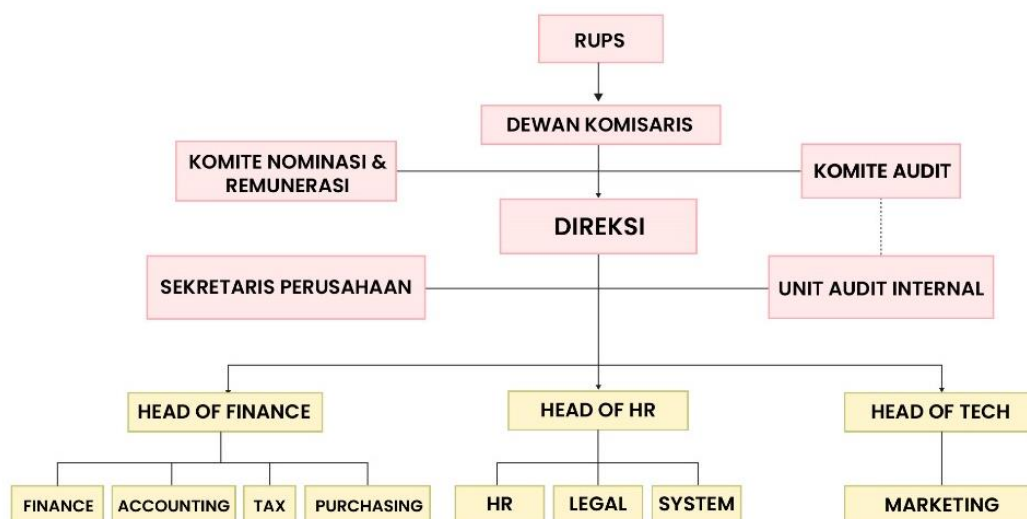 RUPS
DEWAN KOMISARIS
KOMITE NOMINASI &
REMUNERASI
KOMITE AUDIT
DIREKSI
SEKRETARIS PERUSAHAAN
UNIT AUDIT INTERNAL
HEAD OF FINANCE
HEAD OF HR
HEAD OF TECH
FINANCE
ACCOUNTING
TAX
PURCHASING
HR
LEGAL
SYSTEM
MARKETING